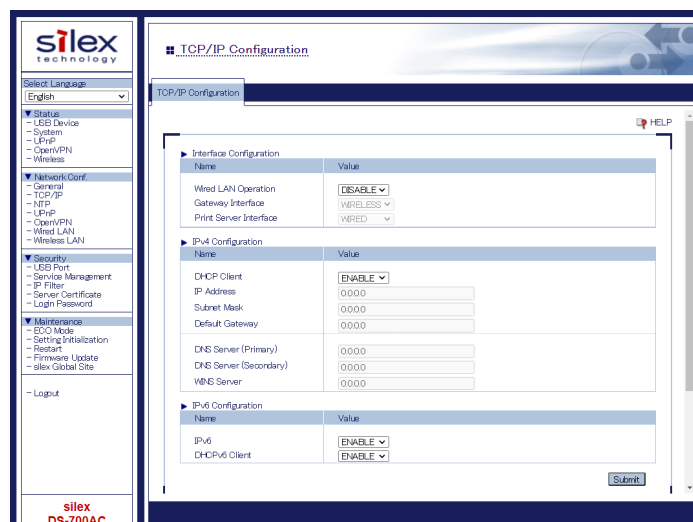 silex
technology
Select Language
English
▼ Status
- USB Device
- System
- UPnP
- OpenVPN
- Wireless
▼ Network Conf.
- General
- TCP/IP
- NTP
- UPnP
- OpenVPN
- Wired LAN
- Wireless LAN
▼ Security
- USB Port
- Service Management
- IP Filter
- Server Certificate
- Login Password
▼ Maintenance
- ECO Mode
- Setting Initialization
- Restart
- Firmware Update
- silex Global Site
- Logout
silex
DS-700AC
TCP/IP Configuration
TCP/IP Configuration
HELP
Interface Configuration
Name Value
Wired LAN Operation DISABLE
Gateway Interface WIRELESS
Print Server Interface WIRED
IPv4 Configuration
Name Value
DHCP Client ENABLE
IP Address 0.0.0.0
Subnet Mask 0.0.0.0
Default Gateway 0.0.0.0
DNS Server (Primary) 0.0.0.0
DNS Server (Secondary) 0.0.0.0
WINS Server 0.0.0.0
IPv6 Configuration
Name Value
IPv6 ENABLE
DHCPv6 Client ENABLE
Submit